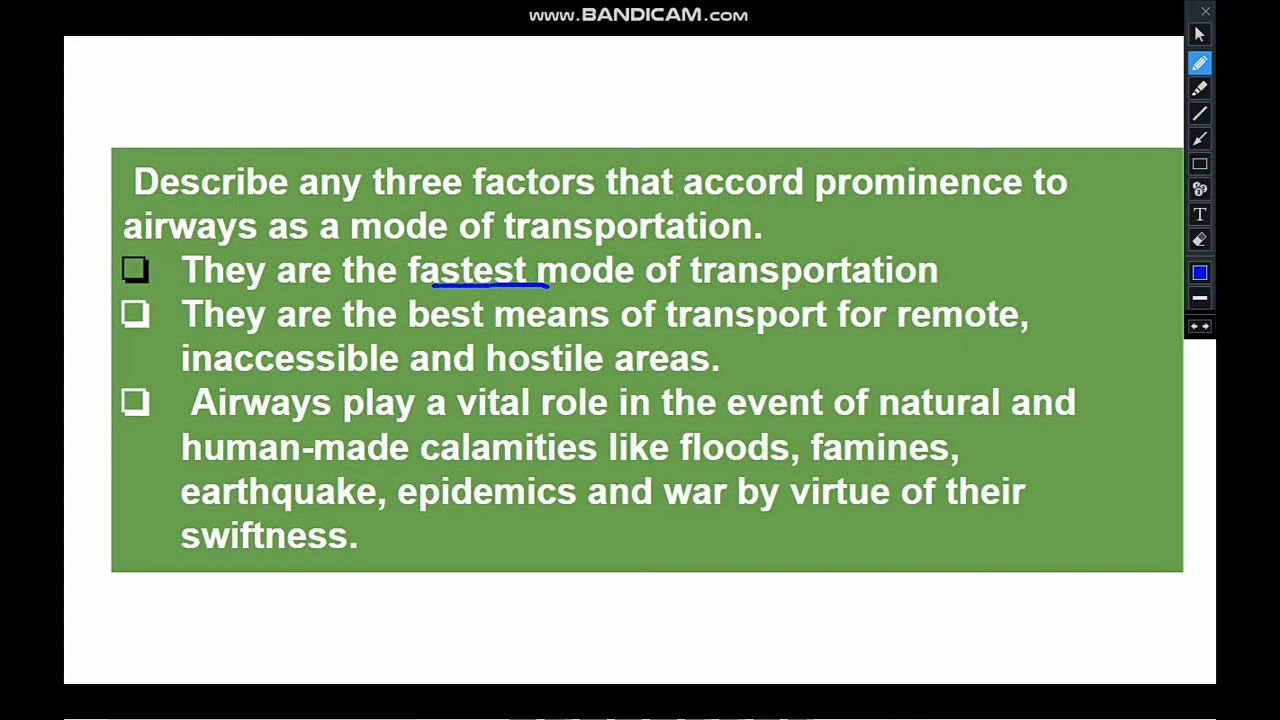 www.BANDICAM.com
Describe any three factors that accord prominence to
airways as a mode of transportation.
They are the fastest mode of transportation
They are the best means of transport for remote,
inaccessible and hostile areas.
Airways play a vital role in the event of natural and
human-made calamities like floods, famines,
earthquake, epidemics and war by virtue of their
swiftness.
T